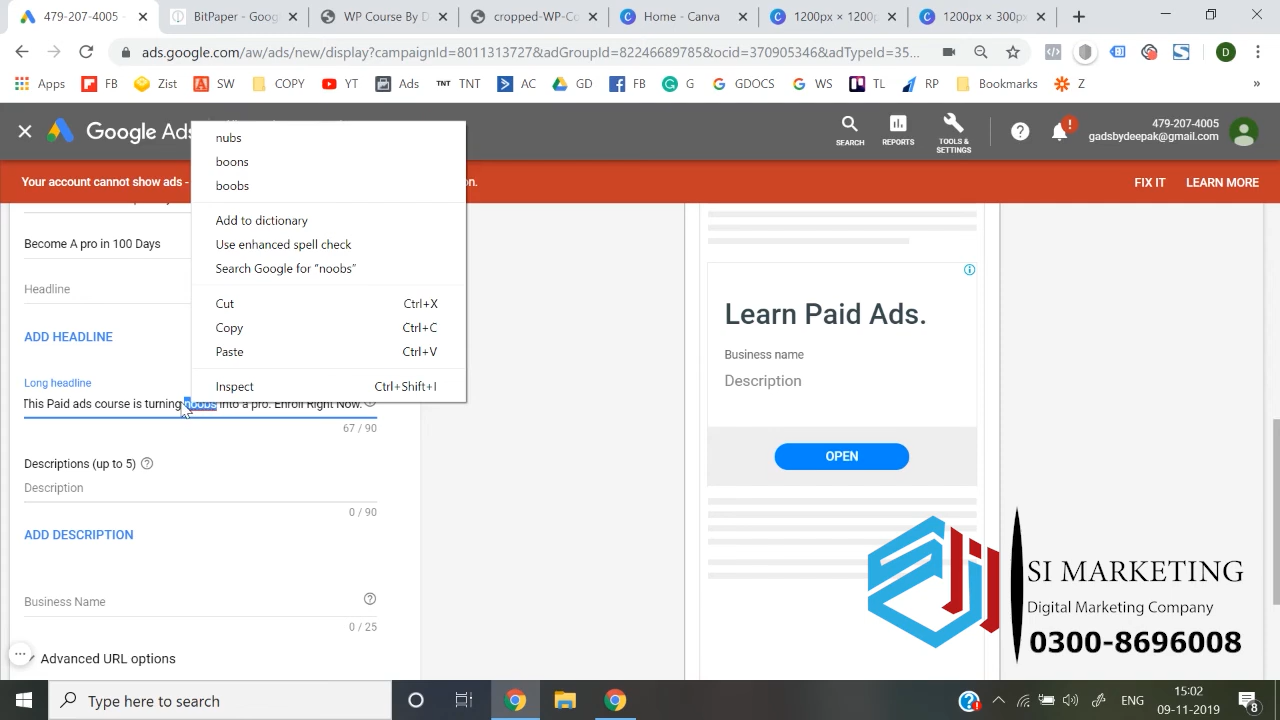 479-207-4005
BitPaper - Goog
WP Course By D
cropped-WP-Co
Home - Canva
1200px × 1200p
1200px × 300px
ads.google.com/aw/ads/new/display?campaignId=8011313727&adGroupId=82246689785&ocid=370905346&adTypeId=35...
D
Apps
FB
Zist
SW
COPY
YT
Ads
TNT
TNT
AC
GD
FB
G
GDOCS
WS
TL
RP
Bookmarks
Z
»
Google Ads
SEARCH
REPORTS
TOOLS &
SETTINGS
479-207-4005
gadsbydeepak@gmail.com
Your account cannot show ads -
on.
FIX IT
LEARN MORE
nubs
boons
boobs
Add to dictionary
Use enhanced spell check
Search Google for “noobs”
Cut Ctrl+X
Copy Ctrl+C
Paste Ctrl+V
Inspect Ctrl+Shift+I
Become A pro in 100 Days
Headline
ADD HEADLINE
Long headline
This Paid ads course is turning noobs into a pro. Enroll Right Now.
67 / 90
Descriptions (up to 5)
Description
0 / 90
ADD DESCRIPTION
Business Name
0 / 25
Advanced URL options
Learn Paid Ads.
Business name
Description
OPEN
SI MARKETING
Digital Marketing Company
0300-8696008
Type here to search
ENG
15:02
09-11-2019
8